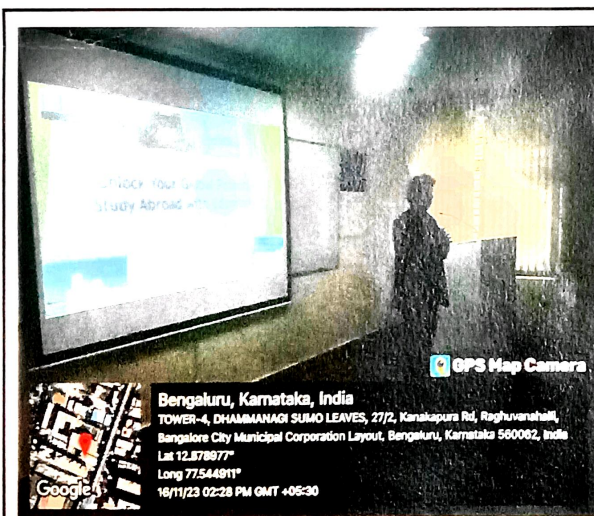 Unlock Your
Study Abroad
GPS Map Camera
Bengaluru, Karnataka, India
TOWER-4, DHAMMANAGI SUMO LEAVES, 27/2, Kanakapura Rd, Raghuvanahalli,
Bangalore City Municipal Corporation Layout, Bengaluru, Karnataka 560062, India
Lat 12.878977°
Long 77.544911°
16/11/23 02:28 PM GMT +05:30
Google